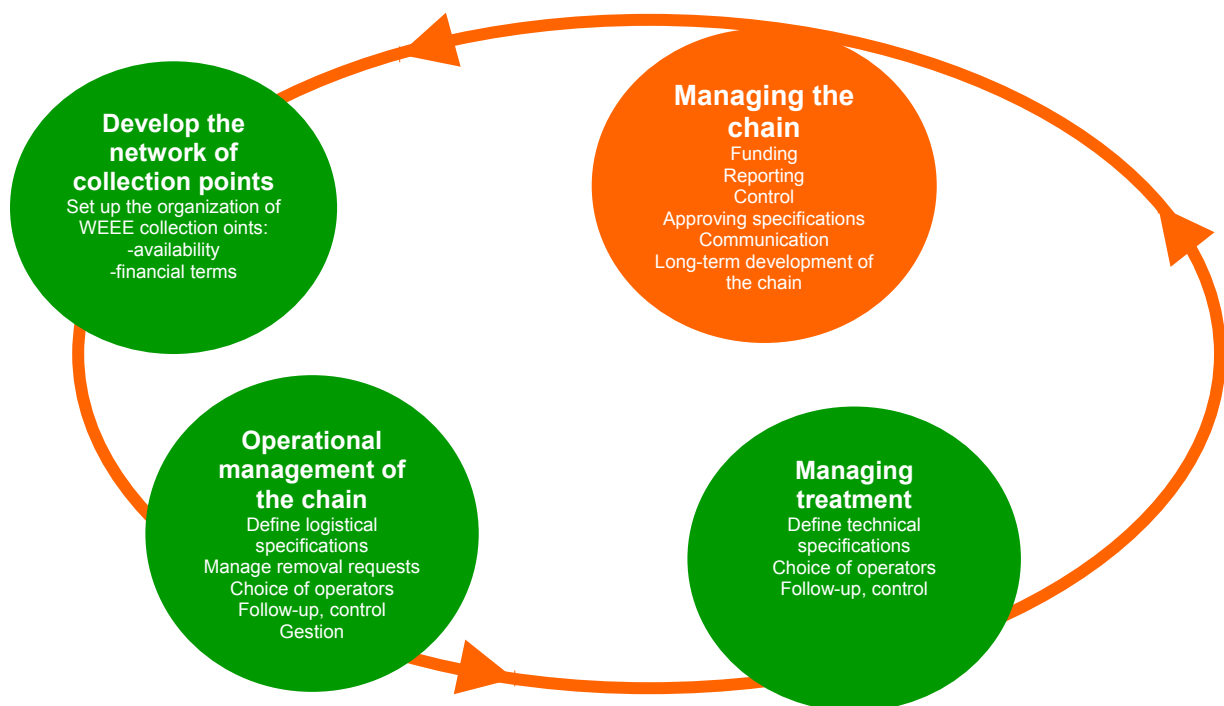 Develop the
network of
collection points
Set up the organization of
WEEE collection oints:
-availability
-financial terms
Managing the
chain
Funding
Reporting
Control
Approving specifications
Communication
Long-term development of
the chain
Operational
management of
the chain
Define logistical
specifications
Manage removal requests
Choice of operators
Follow-up, control
Gestion
Managing
treatment
Define technical
specifications
Choice of operators
Follow-up, control